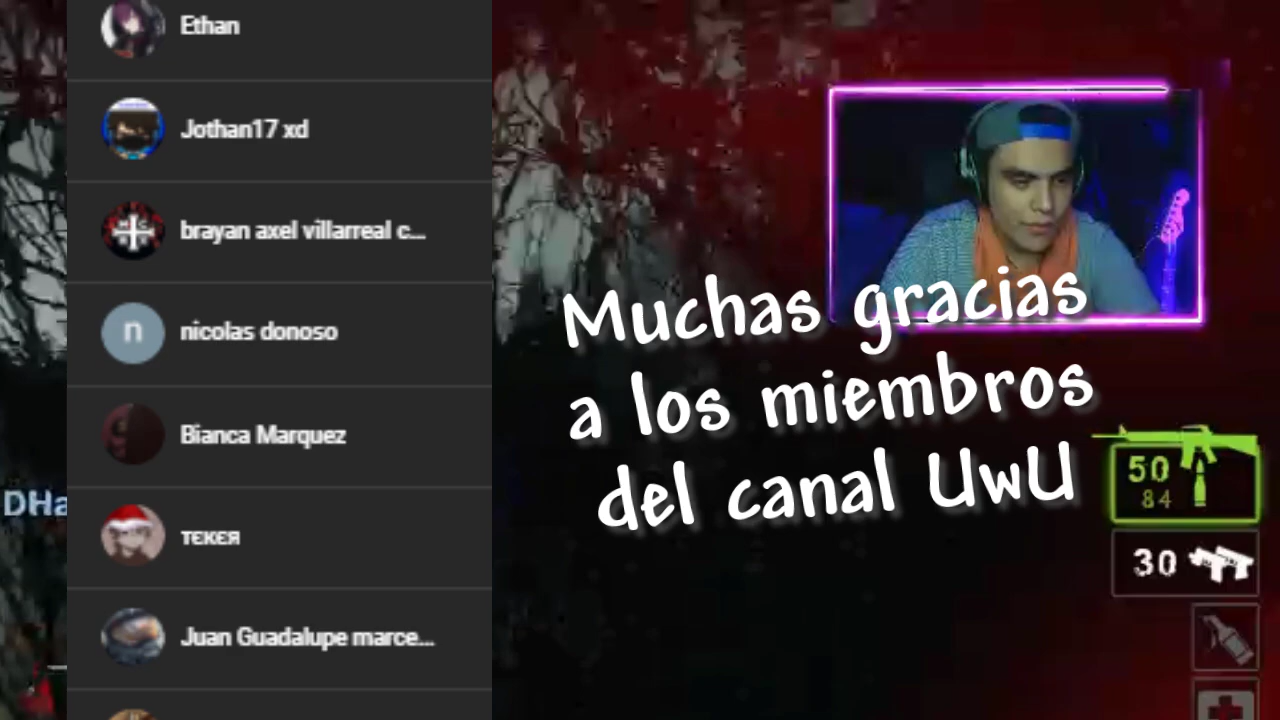 Ethan
Jothan17 xd
brayan axel villarreal c...
n
nicolas donoso
Bianca Marquez
тєкєя
Juan Guadalupe marce...
DHa
Muchas gracias
a los miembros
del canal UwU
50
84
30